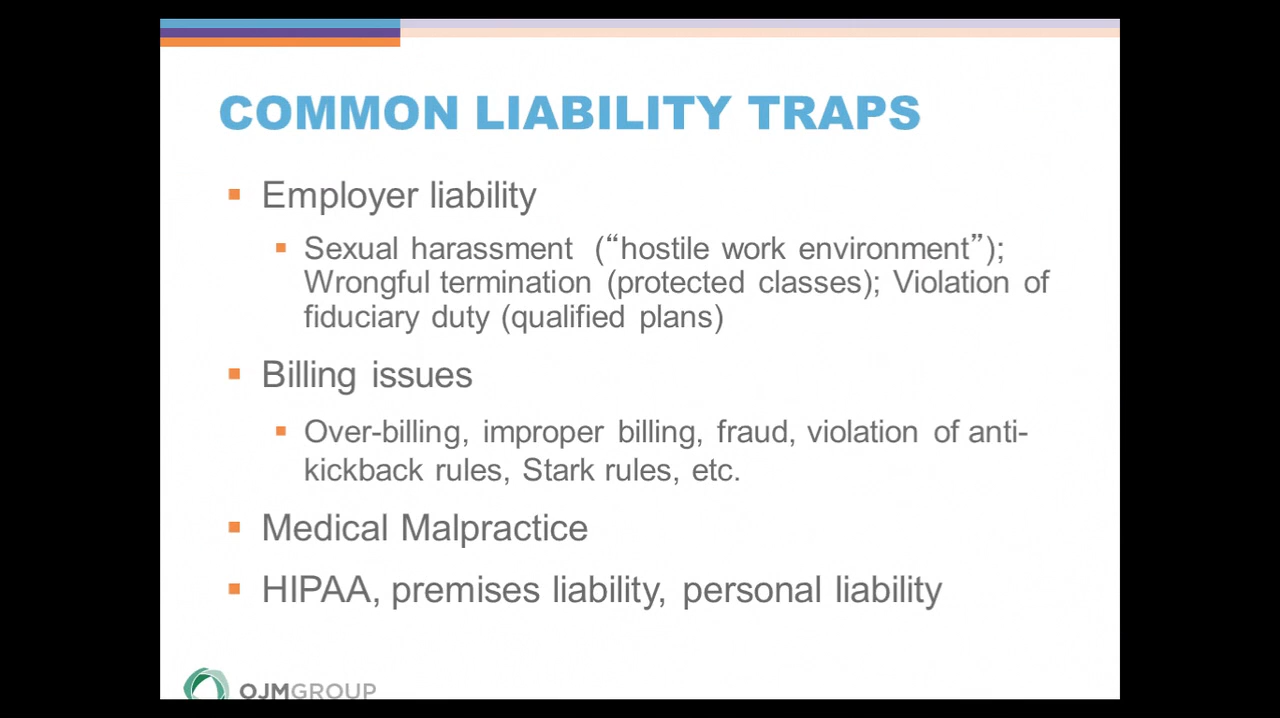 COMMON LIABILITY TRAPS
Employer liability
Sexual harassment (“hostile work environment”);
Wrongful termination (protected classes); Violation of
fiduciary duty (qualified plans)
Billing issues
Over-billing, improper billing, fraud, violation of anti-
kickback rules, Stark rules, etc.
Medical Malpractice
HIPAA, premises liability, personal liability
OJMGROUP